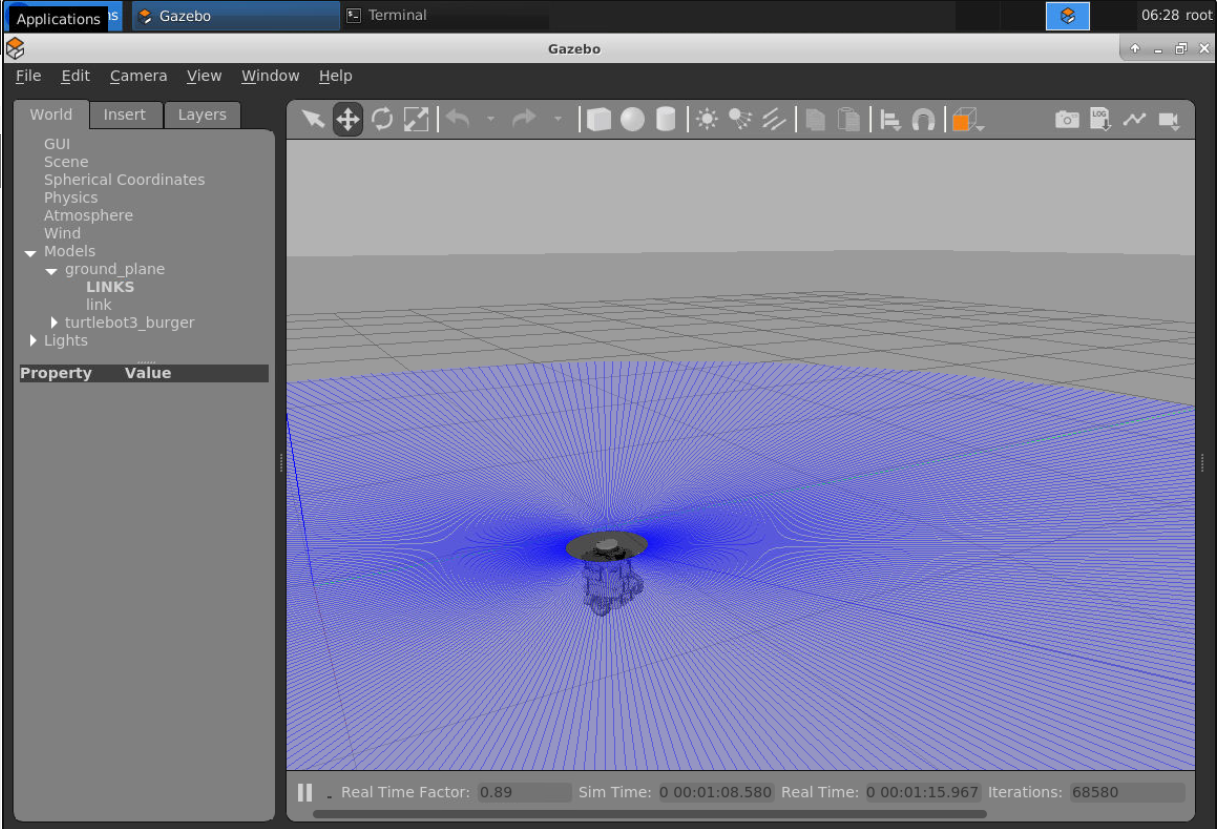 Applications
ns
Gazebo
Terminal
06:28 root
Gazebo
File Edit Camera View Window Help
World Insert Layers
LOG
GUI
Scene
Spherical Coordinates
Physics
Atmosphere
Wind
Models
ground_plane
LINKS
link
turtlebot3_burger
Lights
Property Value
Real Time Factor: 0.89 Sim Time: 0 00:01:08.580 Real Time: 0 00:01:15.967 Iterations: 68580